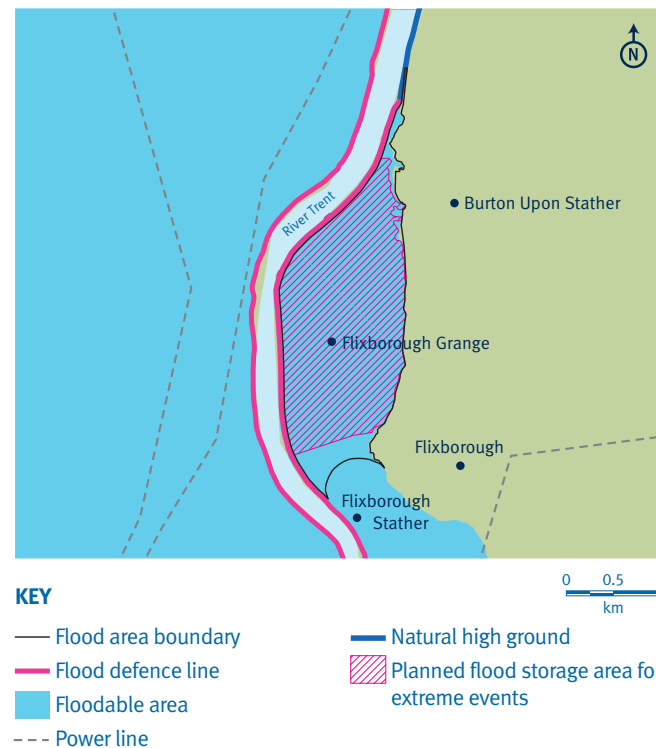 N
River Trent
Burton Upon Stather
Flixborough Grange
Flixborough
Flixborough
Stather
KEY
0 0.5
km
Flood area boundary
Flood defence line
Floodable area
Power line
Natural high ground
Planned flood storage area fo
extreme events